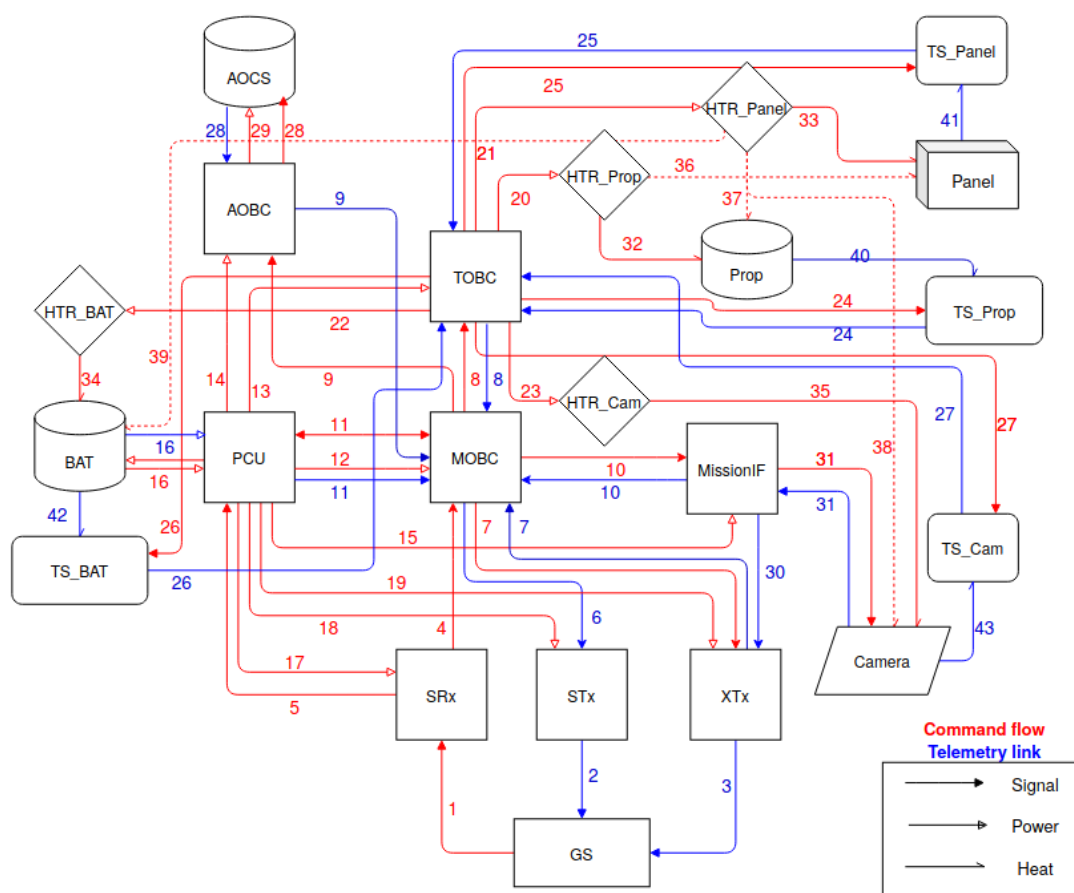 25
TS_Panel
AOCS
25
HTR_Panel
33
41
28
29
28
21
HTR_Prop
36
Panel
20
9
37
AOBC
32
Prop
40
TOBC
HTR_BAT
22
24
TS_Prop
24
39
34
14
13
9
8
8
23
HTR_Cam
35
27
27
BAT
16
16
PCU
11
12
11
MOBC
10
10
MissionIF
31
31
38
42
26
7
7
TS_BAT
26
15
30
TS_Cam
19
18
4
6
43
17
5
SRx
STx
XTx
Camera
Command flow
Telemetry link
1
2
3
Signal
Power
Heat
GS